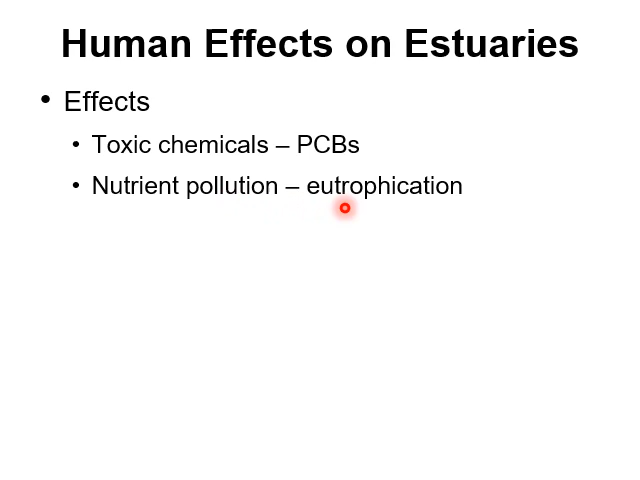 Human Effects on Estuaries
• Effects
• Toxic chemicals – PCBs
• Nutrient pollution – eutrophication